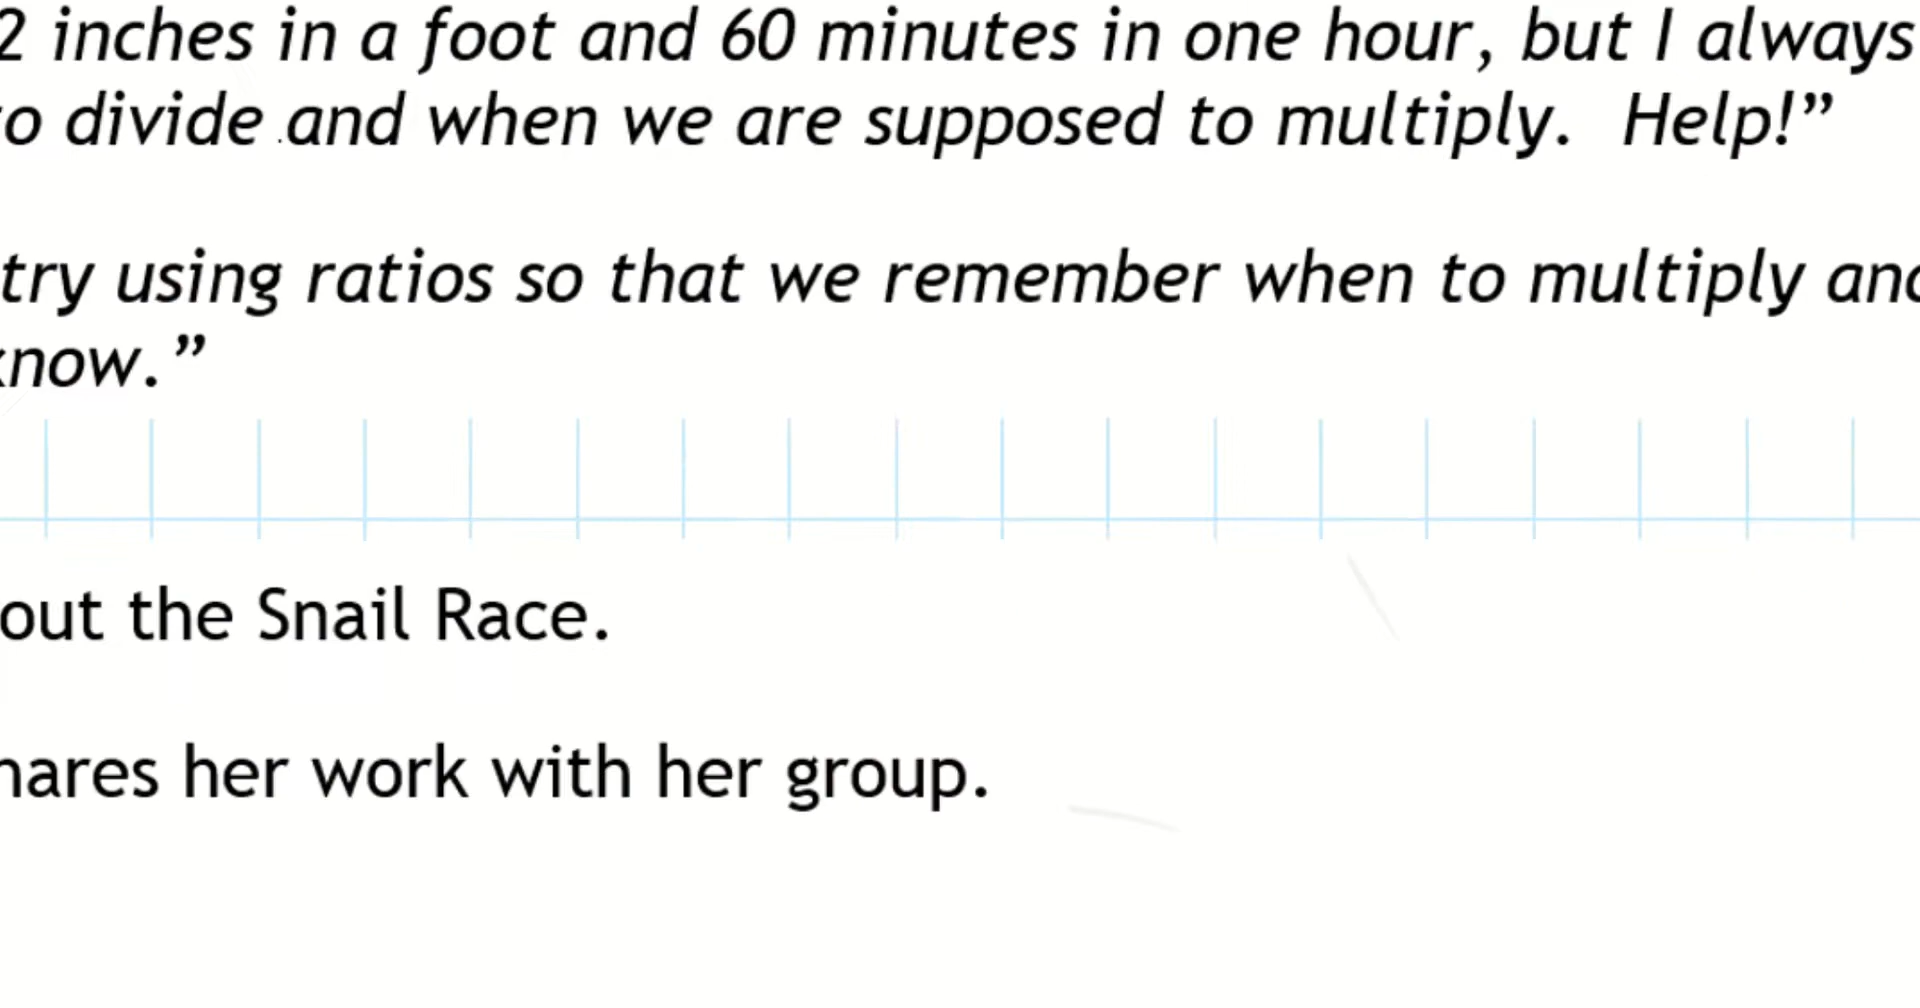 2 inches in a foot and 60 minutes in one hour, but I always
o divide and when we are supposed to multiply. Help!”
try using ratios so that we remember when to multiply and
know.”
out the Snail Race.
hares her work with her group.